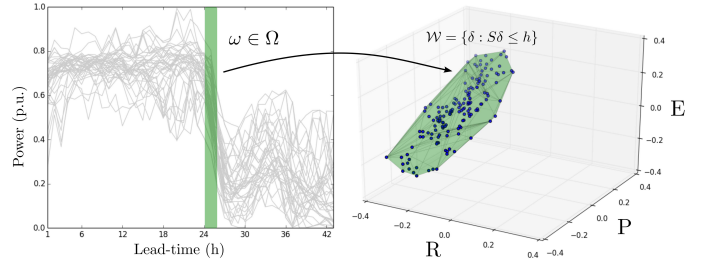 1.0
0.8
0.6
0.4
0.2
0.0
Power (p.u.)
1 6 12 18 24 30 36 42
Lead-time (h)
ω ∈ Ω
𝒲 = {δ : Sδ ≤ h}
0.4
0.2
0.0
−0.2
−0.4
E
−0.4 −0.2 0.0 0.2 0.4
R
−0.4
−0.2
0.0
0.2
0.4
P